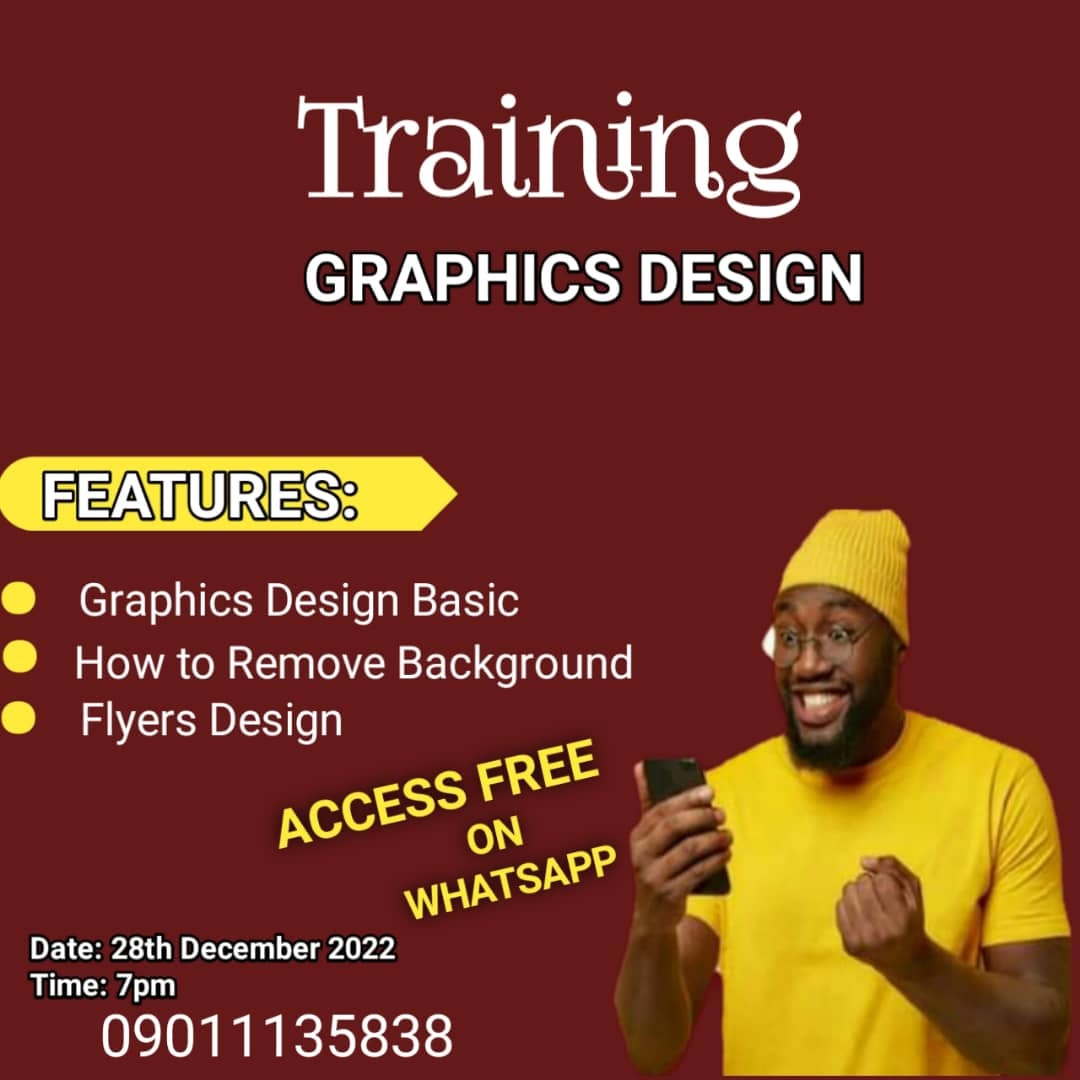 Training
GRAPHICS DESIGN
FEATURES:
Graphics Design Basic
How to Remove Background
Flyers Design
ACCESS FREE
ON
WHATSAPP
Date: 28th December 2022
Time: 7pm
09011135838